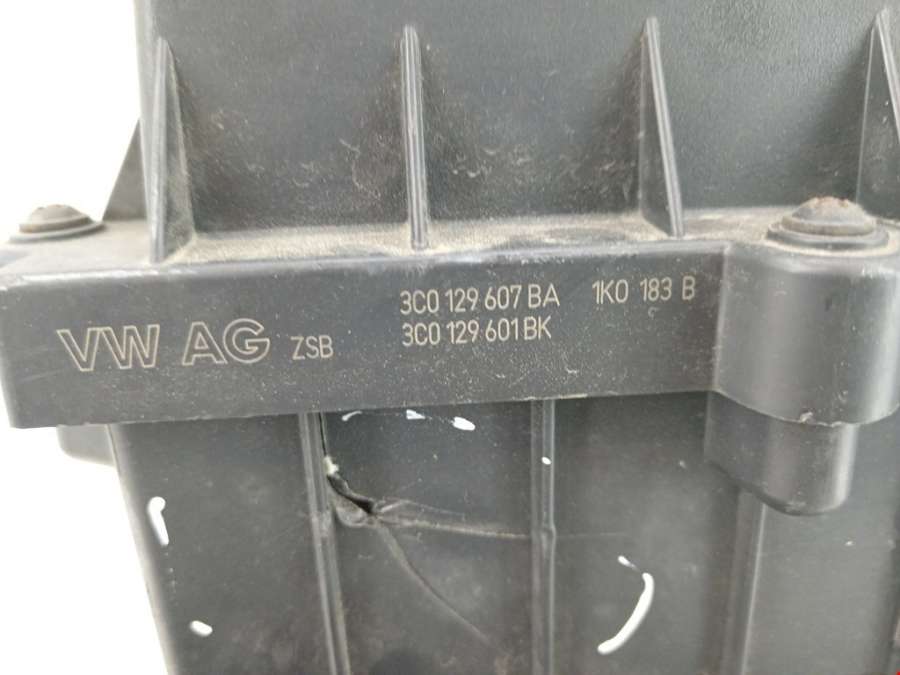 3C0 129 607 BA 1K0 183 B
VW AG ZSB 3C0 129 601 BK